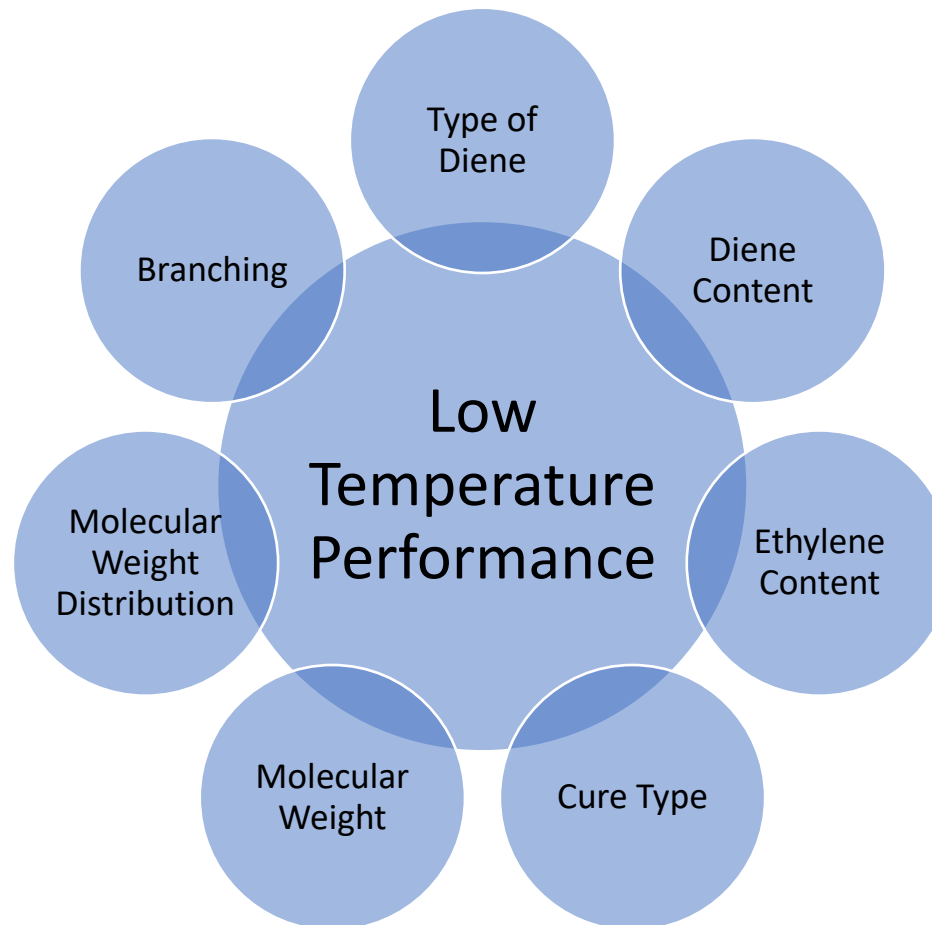 Type of
Diene
Diene
Content
Ethylene
Content
Cure Type
Molecular
Weight
Molecular
Weight
Distribution
Branching
Low
Temperature
Performance